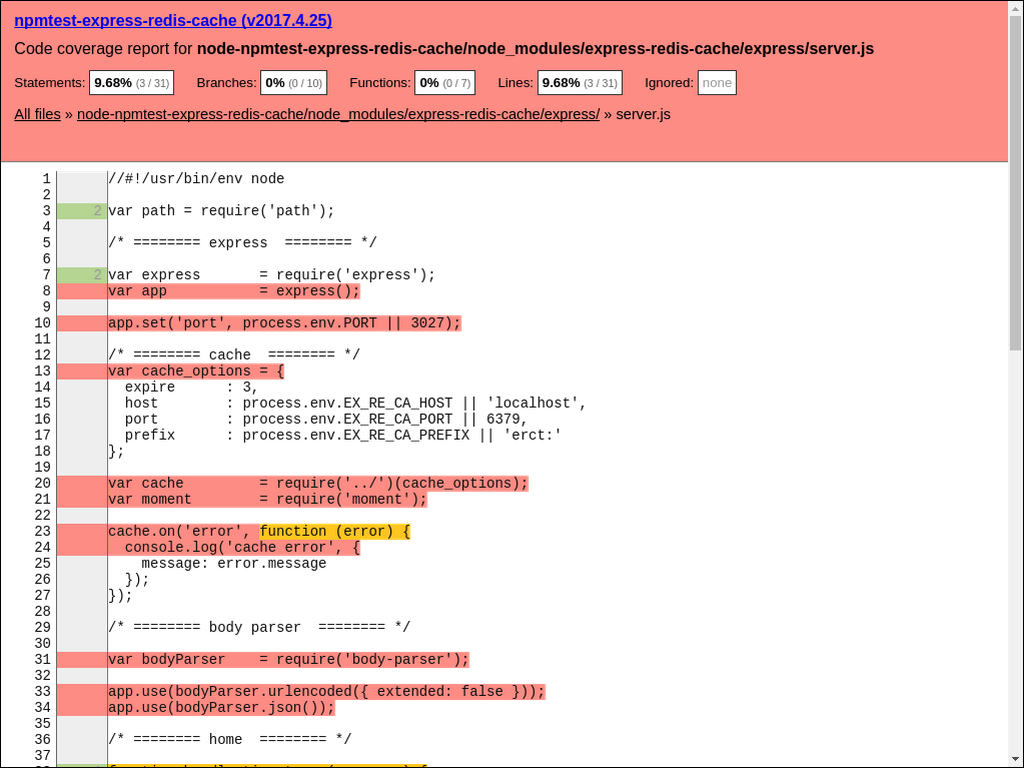 npmtest-express-redis-cache (v2017.4.25)
Code coverage report for node-npmtest-express-redis-cache/node_modules/express-redis-cache/express/server.js
Statements: 9.68% (3 / 31) Branches: 0% (0 / 10) Functions: 0% (0 / 7) Lines: 9.68% (3 / 31) Ignored: none
All files » node-npmtest-express-redis-cache/node_modules/express-redis-cache/express/ » server.js
1 //#!/usr/bin/env node
2
3 2 var path = require('path');
4
5 /* ======== express  ======== */
6
7 2 var express       = require('express');
8 var app           = express();
9
10 app.set('port', process.env.PORT || 3027);
11
12 /* ======== cache  ======== */
13 var cache_options = {
14   expire      : 3,
15   host        : process.env.EX_RE_CA_HOST || 'localhost',
16   port        : process.env.EX_RE_CA_PORT || 6379,
17   prefix      : process.env.EX_RE_CA_PREFIX || 'erct:'
18 };
19
20 var cache         = require('../')(cache_options);
21 var moment        = require('moment');
22
23 cache.on('error', function (error) {
24   console.log('cache error', {
25     message: error.message
26   });
27 });
28
29 /* ======== body parser  ======== */
30
31 var bodyParser    = require('body-parser');
32
33 app.use(bodyParser.urlencoded({ extended: false }));
34 app.use(bodyParser.json());
35
36 /* ======== home  ======== */
37